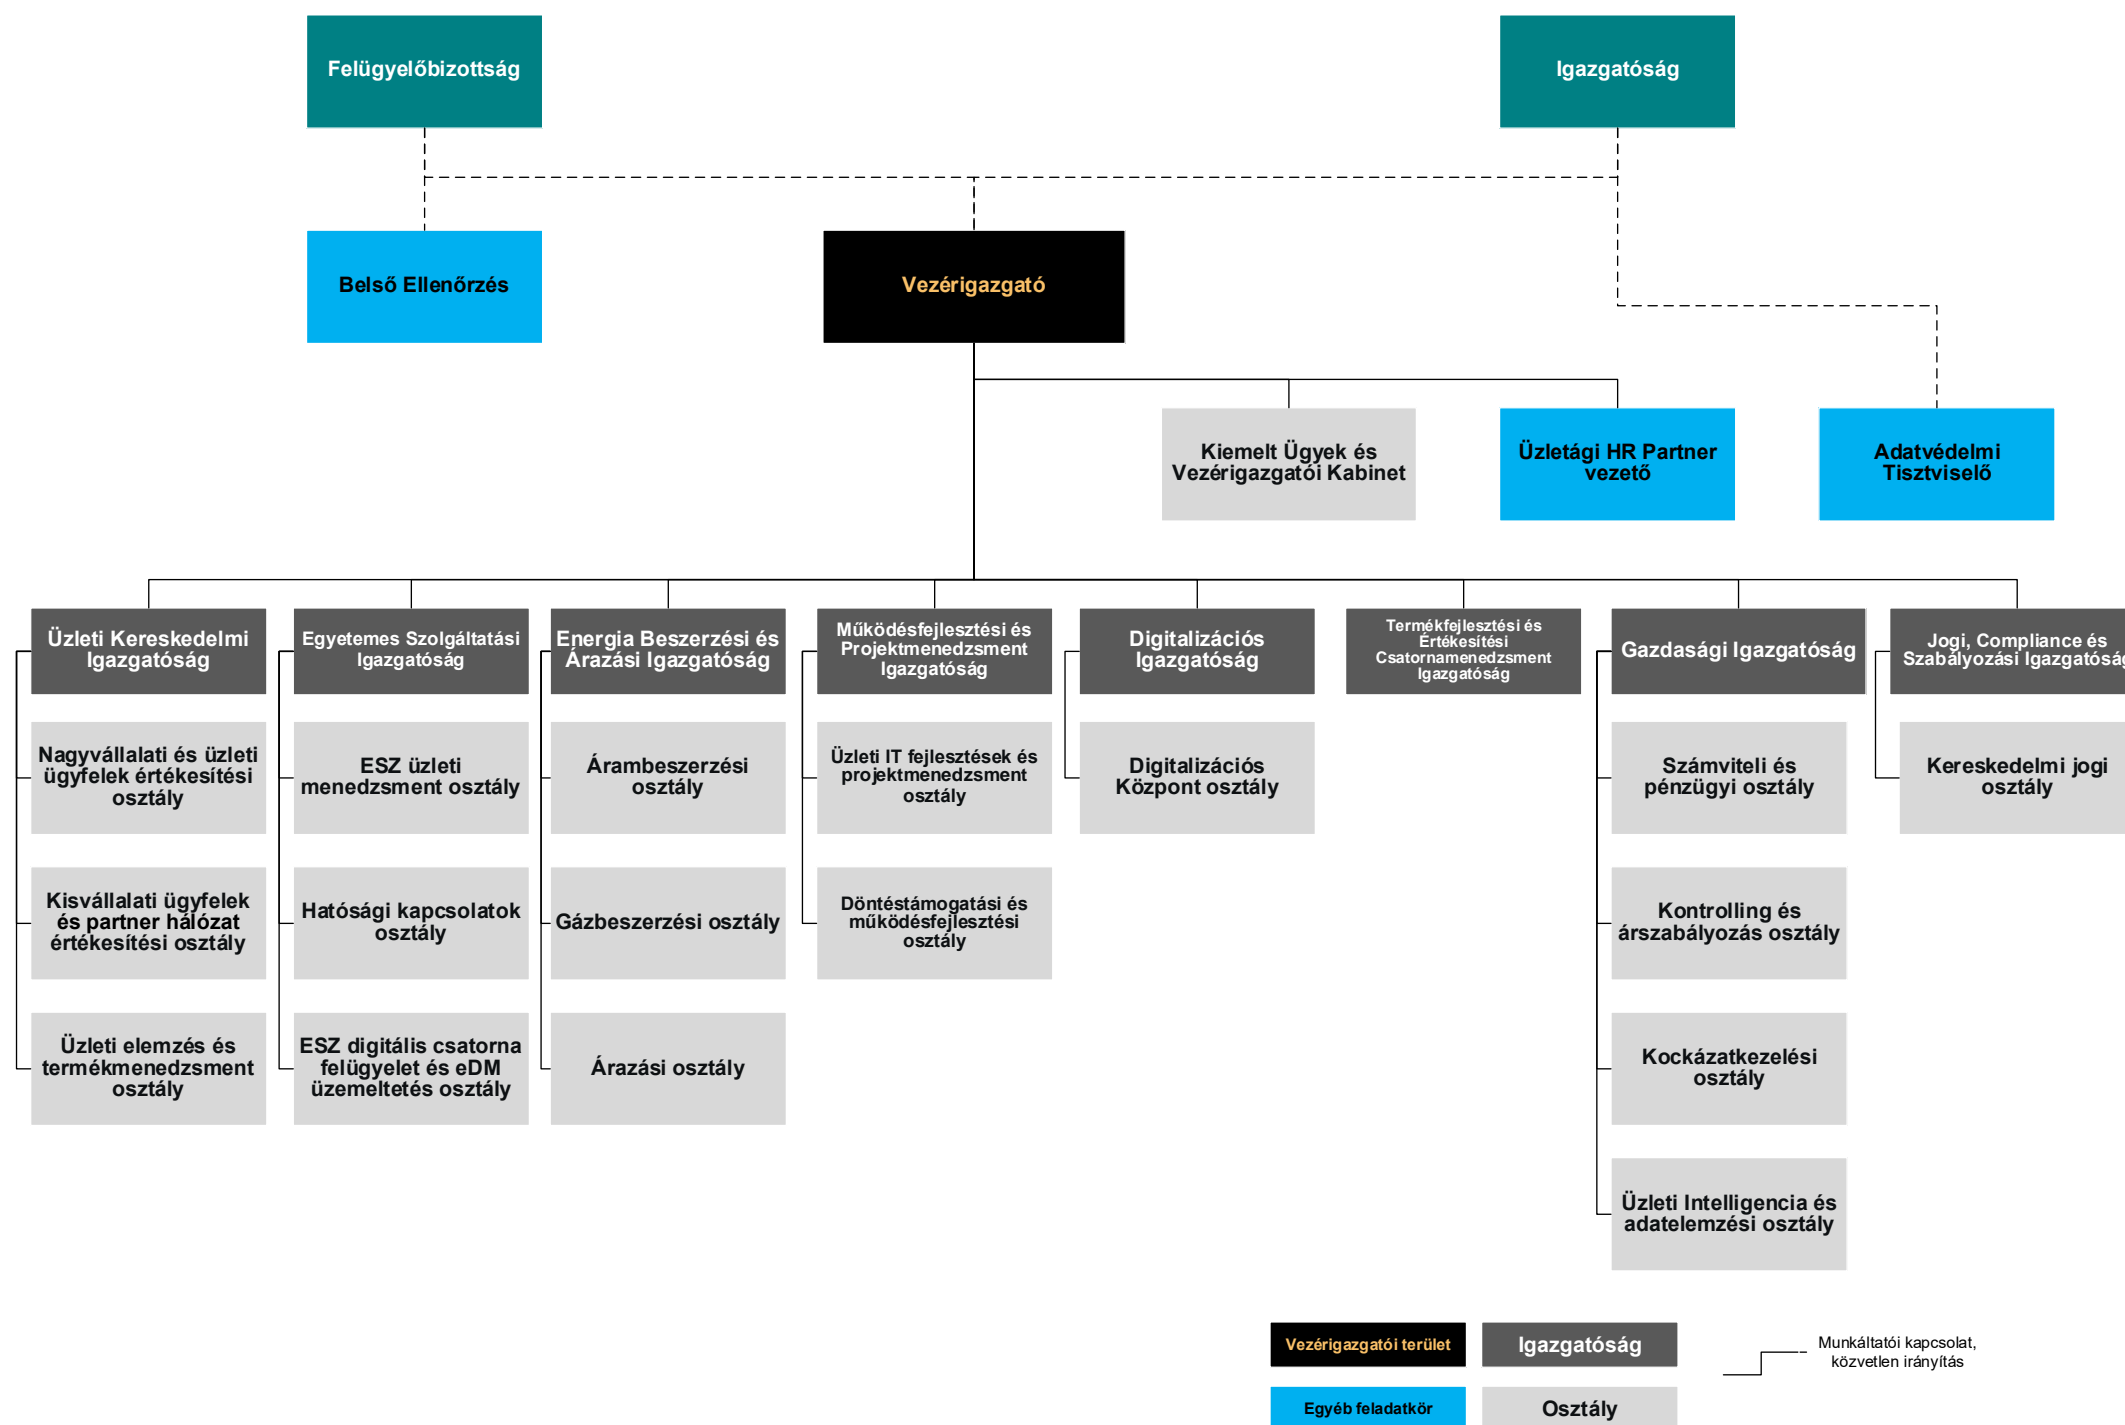 Felügyelőbizottság
Igazgatóság
Belső Ellenőrzés
Vezérigazgató
Kiemelt Ügyek és
Vezérigazgatói Kabinet
Üzletági HR Partner
vezető
Adatvédelmi
Tisztviselő
Üzleti Kereskedelmi
Igazgatóság
Egyetemes Szolgáltatási
Igazgatóság
Energia Beszerzési és
Árazási Igazgatóság
Működésfejlesztési és
Projektmenedzsment
Igazgatóság
Digitalizációs
Igazgatóság
Termékfejlesztési és
Értékesítési
Csatornamenedzsment
Igazgatóság
Gazdasági Igazgatóság
Jogi, Compliance és
Szabályozási Igazgatóság
Nagyvállalati és üzleti
ügyfelek értékesítési
osztály
ESZ üzleti
menedzsment osztály
Árambeszerzési
osztály
Üzleti IT fejlesztések és
projektmenedzsment
osztály
Digitalizációs
Központ osztály
Számviteli és
pénzügyi osztály
Kereskedelmi jogi
osztály
Kisvállalati ügyfelek
és partner hálózat
értékesítési osztály
Hatósági kapcsolatok
osztály
Gázbeszerzési osztály
Döntéstámogatási és
működésfejlesztési
osztály
Kontrolling és
árszabályozás osztály
Üzleti elemzés és
termékmenedzsment
osztály
ESZ digitális csatorna
felügyelet és eDM
üzemeltetés osztály
Árazási osztály
Kockázatkezelési
osztály
Üzleti Intelligencia és
adatelemzési osztály
Vezérigazgatói terület
Igazgatóság
Munkáltatói kapcsolat,
közvetlen irányítás
Egyéb feladatkör
Osztály